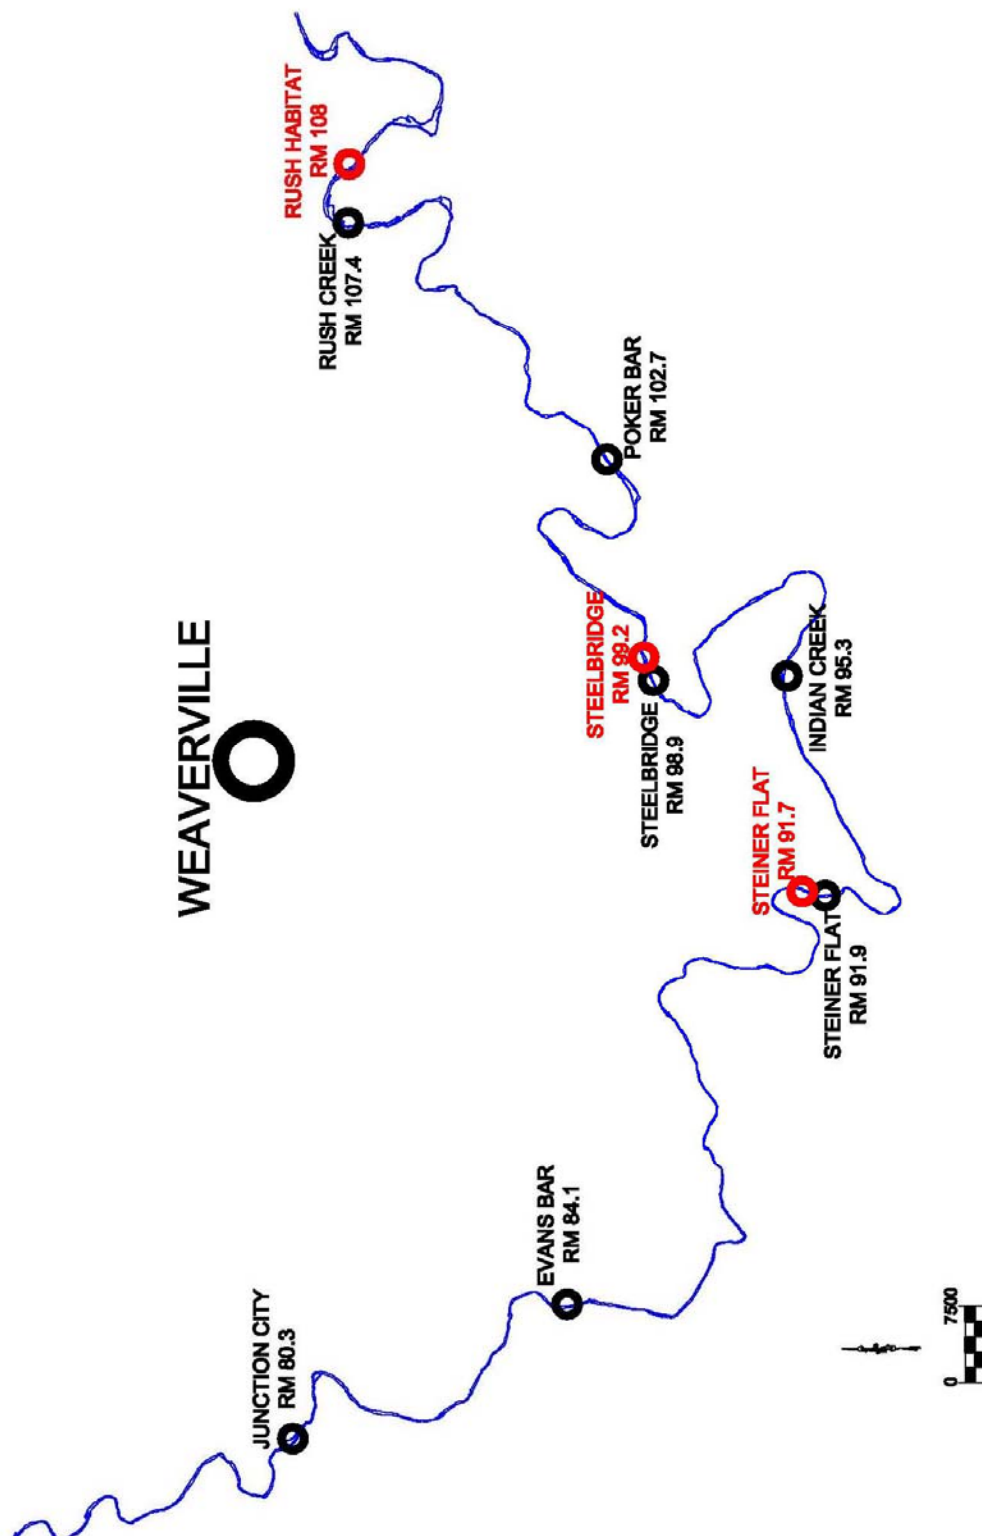 WEAVERVILLE
RUSH HABITAT
RM 108
RUSH CREEK
RM 107.4
POKER BAR
RM 102.7
STEELBRIDGE
RM 99.2
STEELBRIDGE
RM 98.9
INDIAN CREEK
RM 95.3
STEINER FLAT
RM 91.7
STEINER FLAT
RM 91.9
EVANS BAR
RM 84.1
JUNCTION CITY
RM 80.3
0
7500